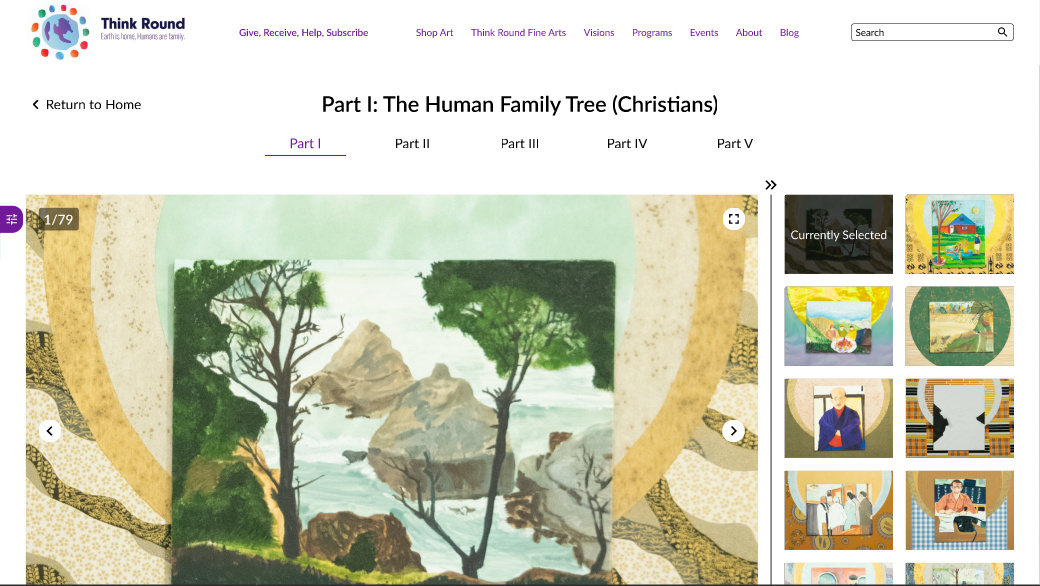 Think Round
Earth is home, Humans are family.
Give, Receive, Help, Subscribe
Shop Art
Think Round Fine Arts
Visions
Programs
Events
About
Blog
Search
Return to Home
Part I: The Human Family Tree (Christians)
Part I
Part II
Part III
Part IV
Part V
1/79
Currently Selected